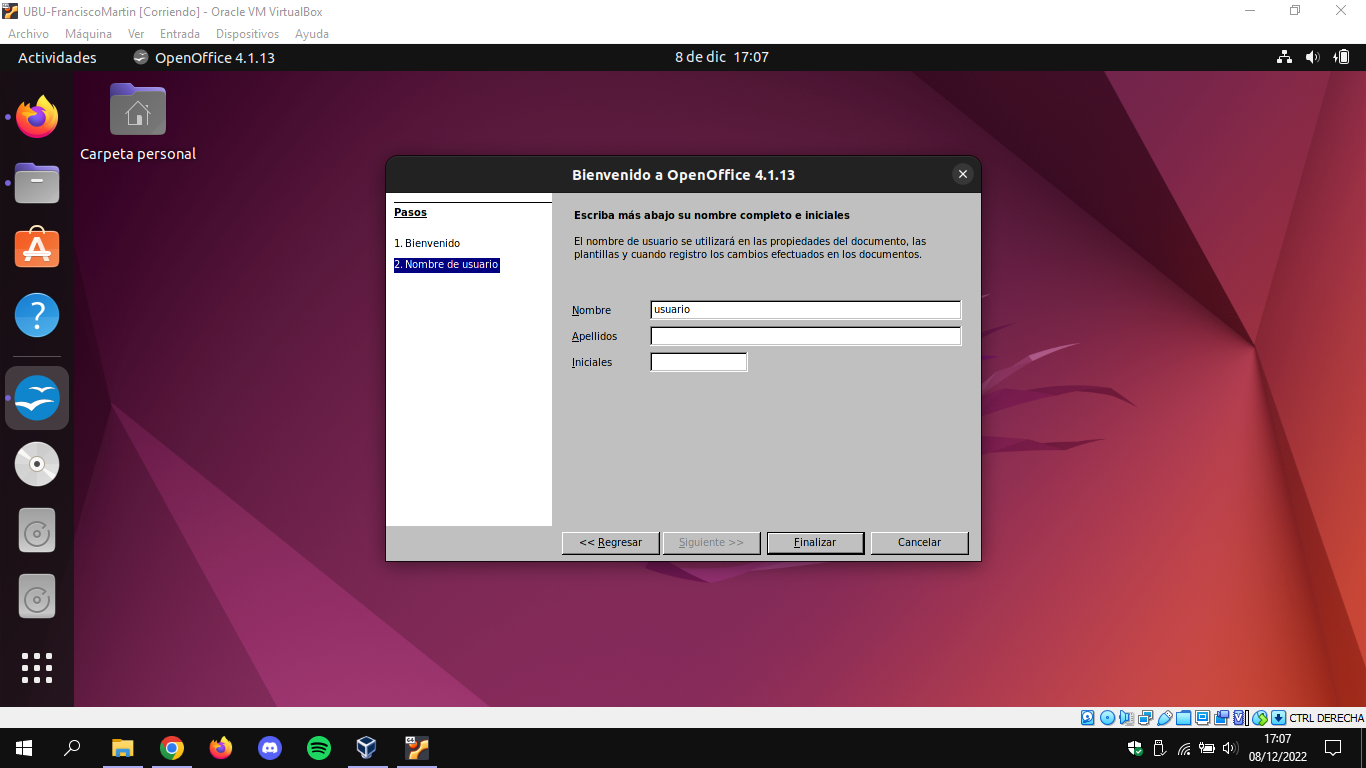 UBU-FranciscoMartin [Corriendo] - Oracle VM VirtualBox
Archivo Máquina Ver Entrada Dispositivos Ayuda
Actividades OpenOffice 4.1.13 8 de dic 17:07
Carpeta personal
Bienvenido a OpenOffice 4.1.13
Pasos
1. Bienvenido
2. Nombre de usuario
Escriba más abajo su nombre completo e iniciales
El nombre de usuario se utilizará en las propiedades del documento, las
plantillas y cuando registro los cambios efectuados en los documentos.
Nombre usuario
Apellidos
Iniciales
<< Regresar Siguiente >> Finalizar Cancelar
CTRL DERECHA
17:07
08/12/2022